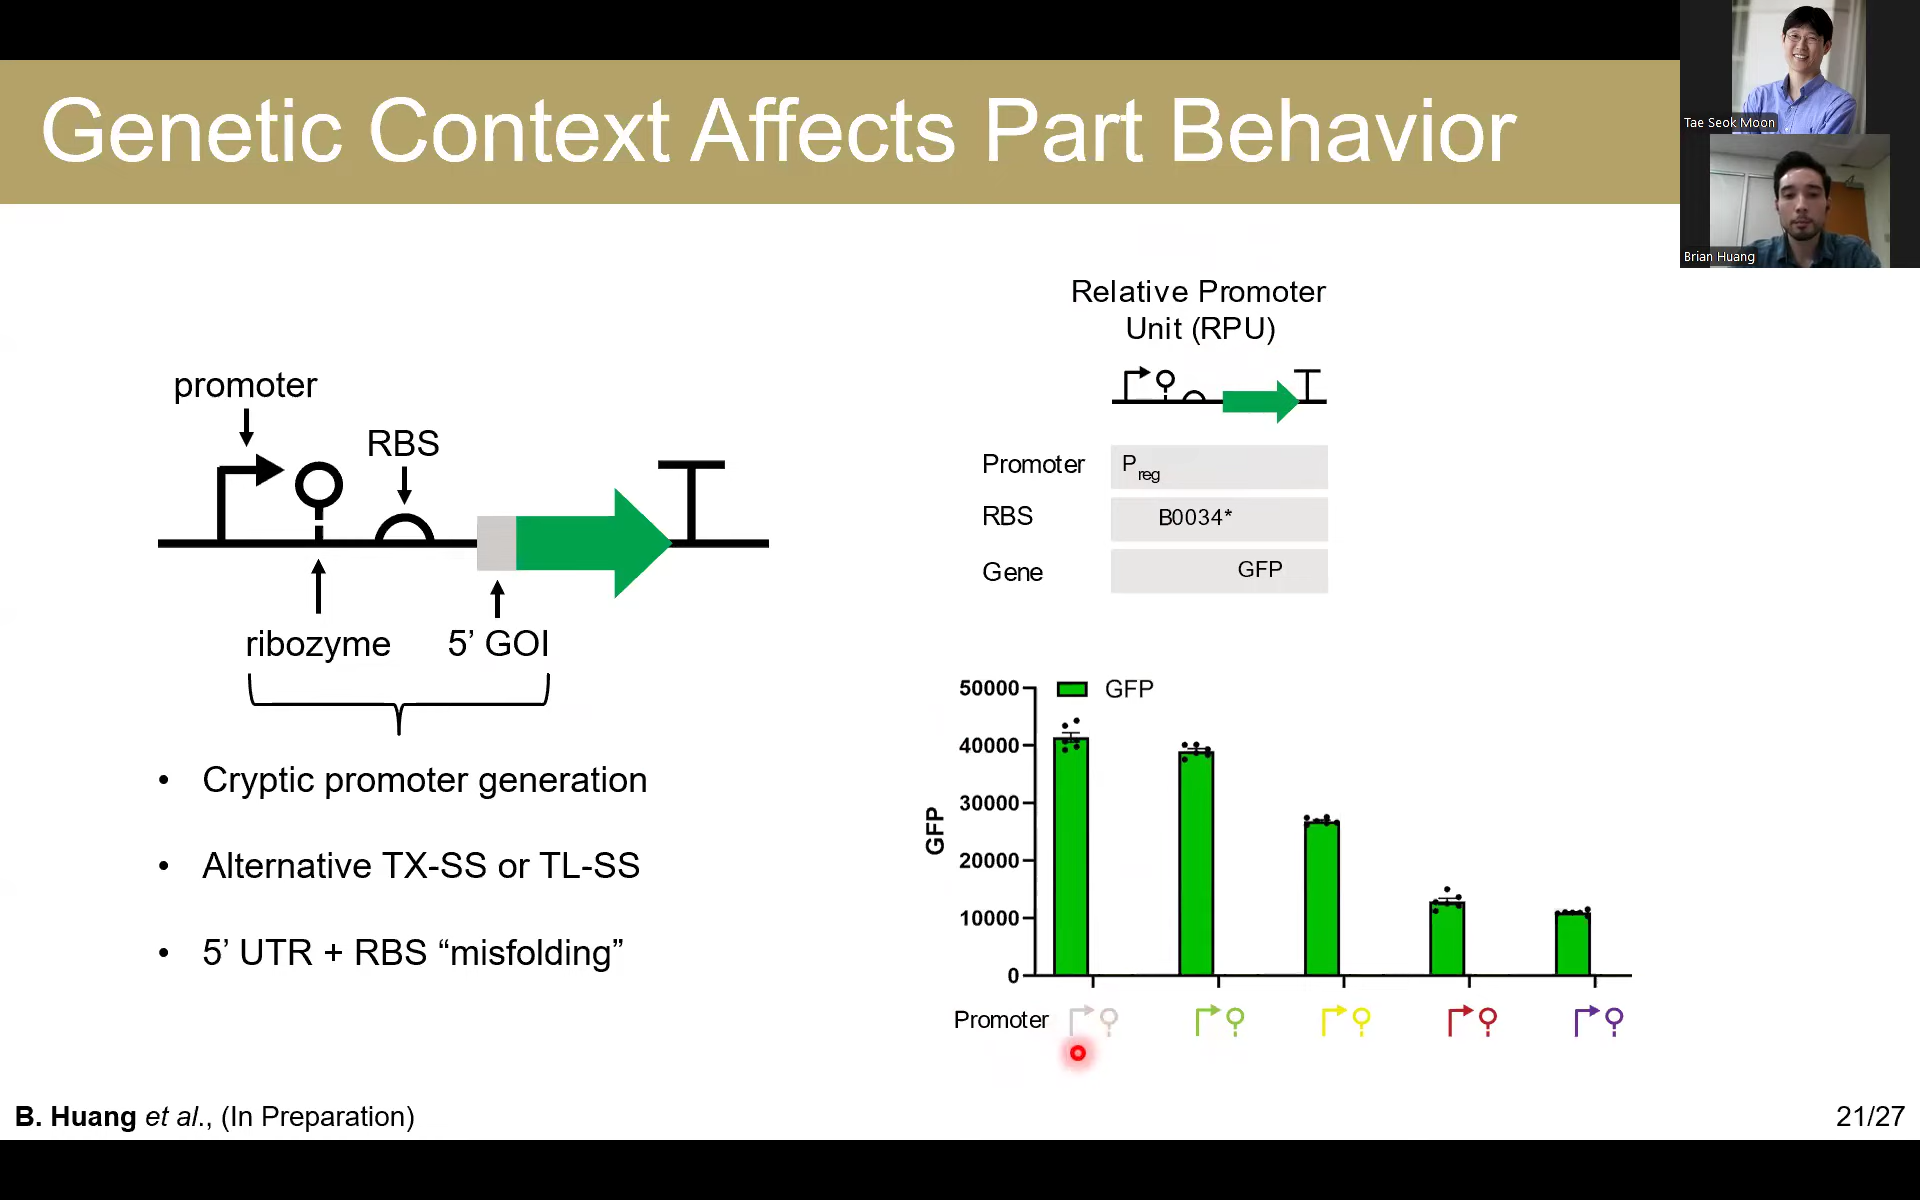 Genetic Context Affects Part Behavior
Tae Seok Moon
Brian Huang
promoter
RBS
ribozyme
5’ GOI
• Cryptic promoter generation
• Alternative TX-SS or TL-SS
• 5’ UTR + RBS “misfolding”
Relative Promoter
Unit (RPU)
Promoter P reg
RBS B0034*
Gene GFP
GFP
50000
40000
30000
20000
10000
0
GFP
Promoter
B. Huang et al., (In Preparation)
21/27